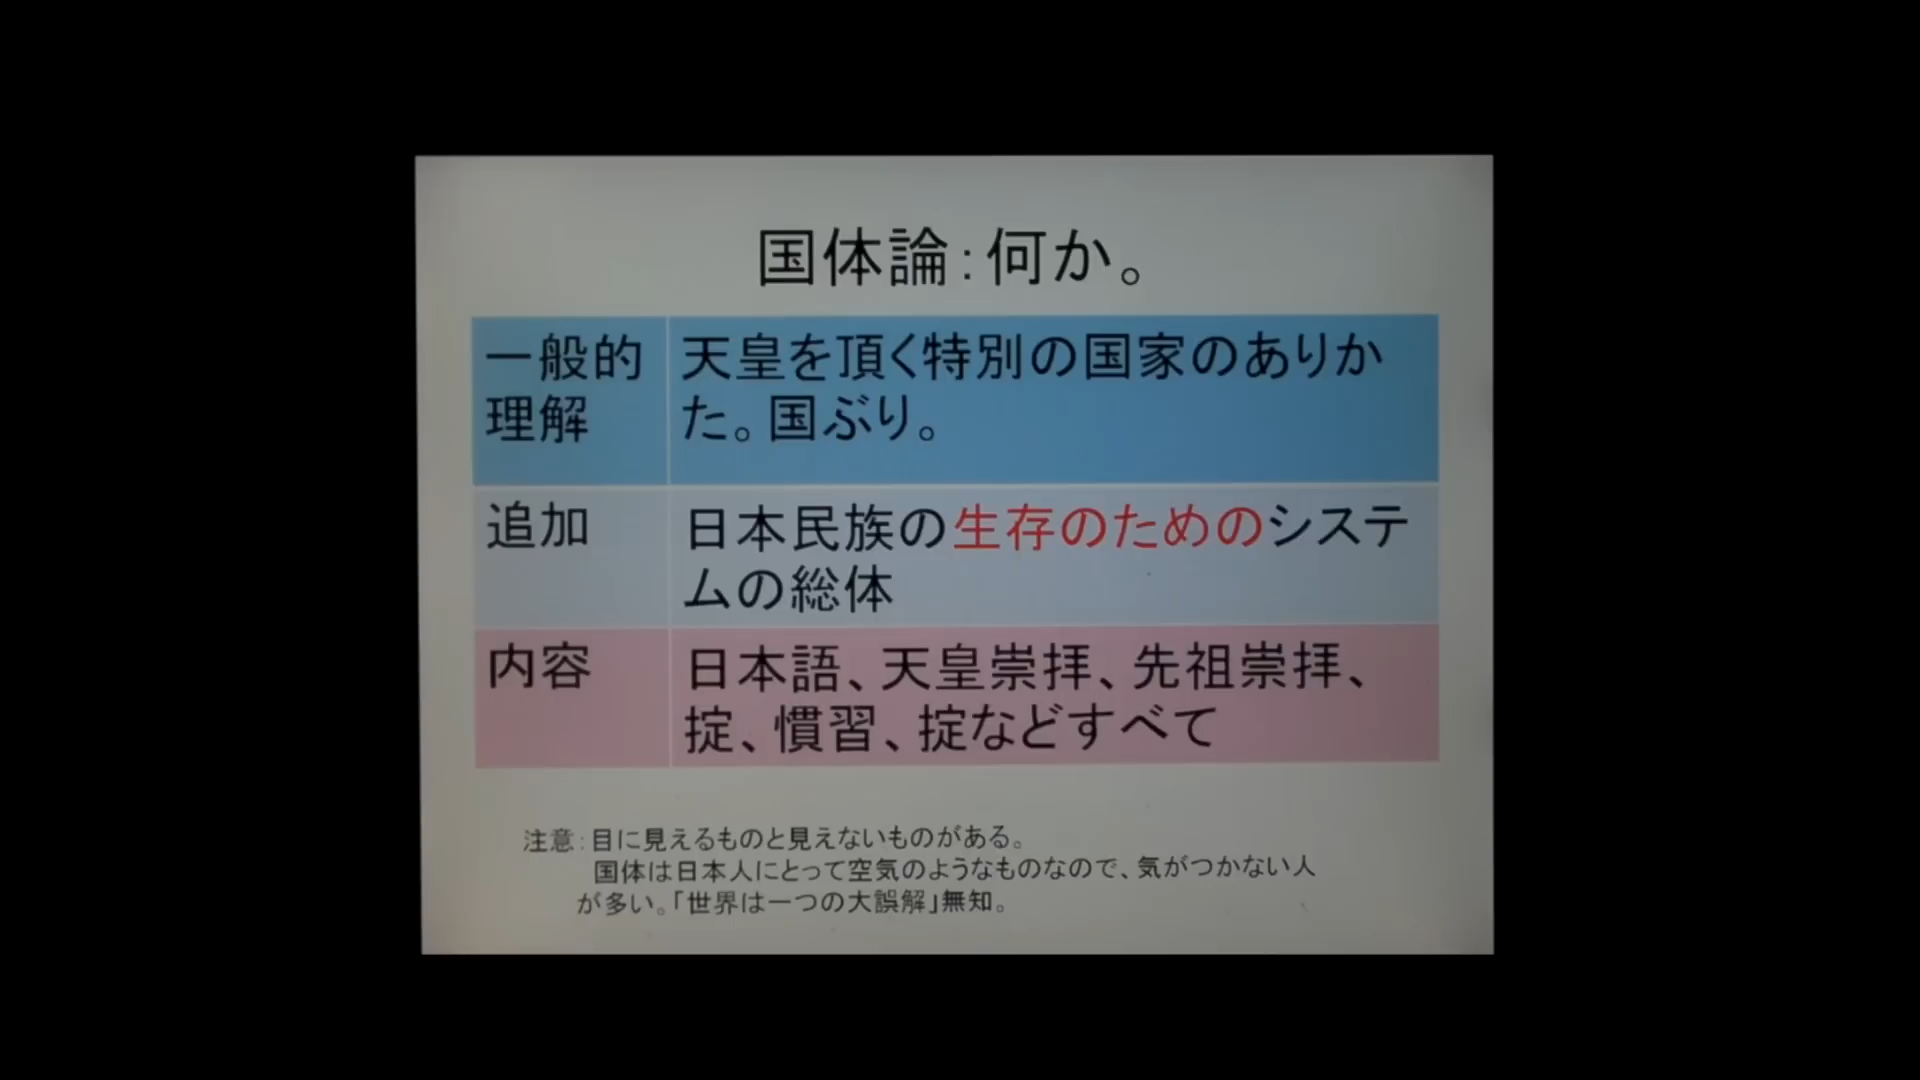 国体論：何か。
一般的
理解
天皇を頂く特別の国家のありか
た。国ぶり。
追加
日本民族の生存のためのシステ
ムの総体
内容
日本語、天皇崇拝、先祖崇拝、
掟、慣習、掟などすべて
注意：目に見えるものと見えないものがある。
国体は日本人にとって空気のようなものなので、気がつかない人
が多い。「世界は一つの大誤解」無知。